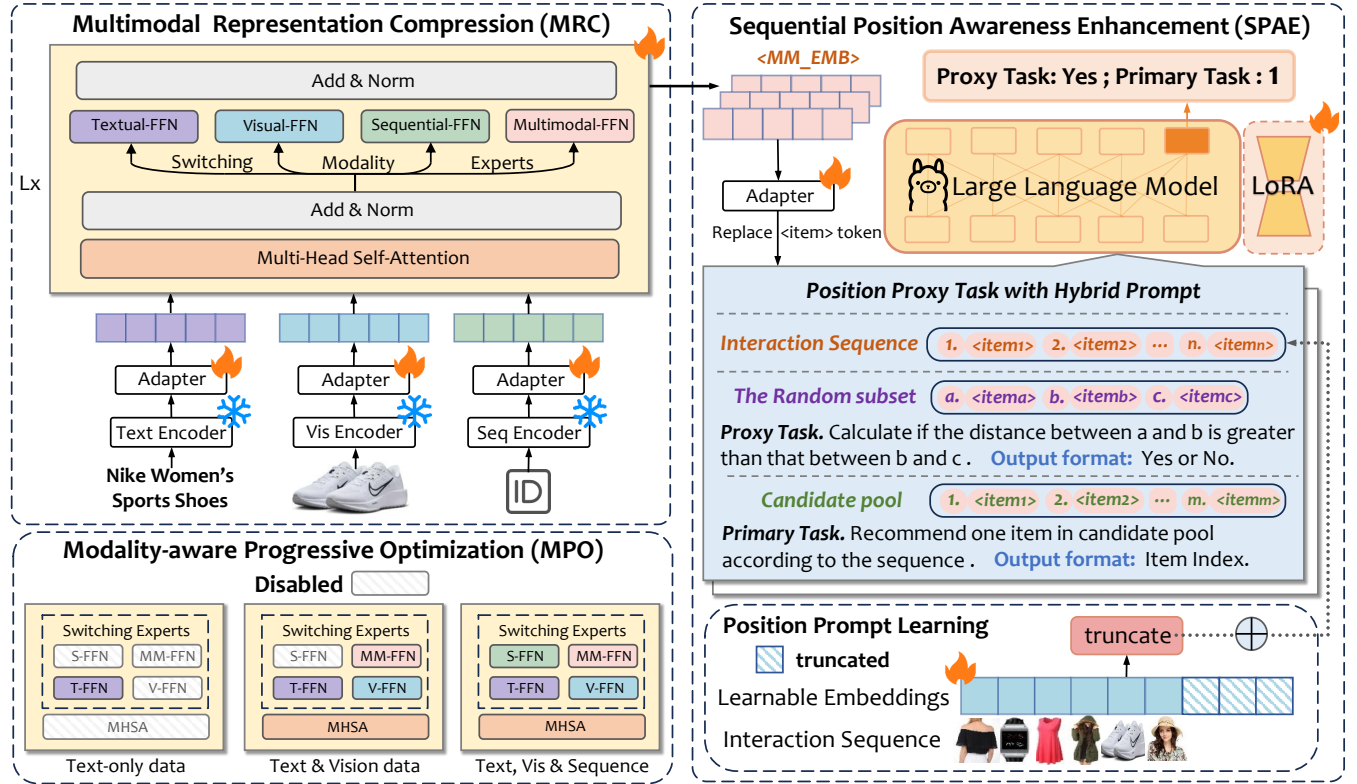 Multimodal Representation Compression (MRC)
Add & Norm
Textual-FFN
Visual-FFN
Sequential-FFN
Multimodal-FFN
Switching Modality Experts
Lx
Add & Norm
Multi-Head Self-Attention
Adapter
Adapter
Adapter
Text Encoder
Vis Encoder
Seq Encoder
Nike Women's
Sports Shoes
ID
Modality-aware Progressive Optimization (MPO)
Disabled
Switching Experts
S-FFN
MM-FFN
T-FFN
V-FFN
MHSA
Text-only data
Switching Experts
S-FFN
MM-FFN
T-FFN
V-FFN
MHSA
Text & Vision data
Switching Experts
S-FFN
MM-FFN
T-FFN
V-FFN
MHSA
Text, Vis & Sequence
Sequential Position Awareness Enhancement (SPAE)
<MM_EMB>
Proxy Task: Yes ; Primary Task : 1
Adapter
Large Language Model
LoRA
Replace <item> token
Position Proxy Task with Hybrid Prompt
Interaction Sequence 1. <item1> 2. <item2> ... n. <itemn>
The Random subset a. <itema> b. <itemb> c. <itemc>
Proxy Task. Calculate if the distance between a and b is greater
than that between b and c . Output format: Yes or No.
Candidate pool 1. <item1> 2. <item2> ... m. <itemm>
Primary Task. Recommend one item in candidate pool
according to the sequence . Output format: Item Index.
Position Prompt Learning
truncate
truncated
Learnable Embeddings
Interaction Sequence